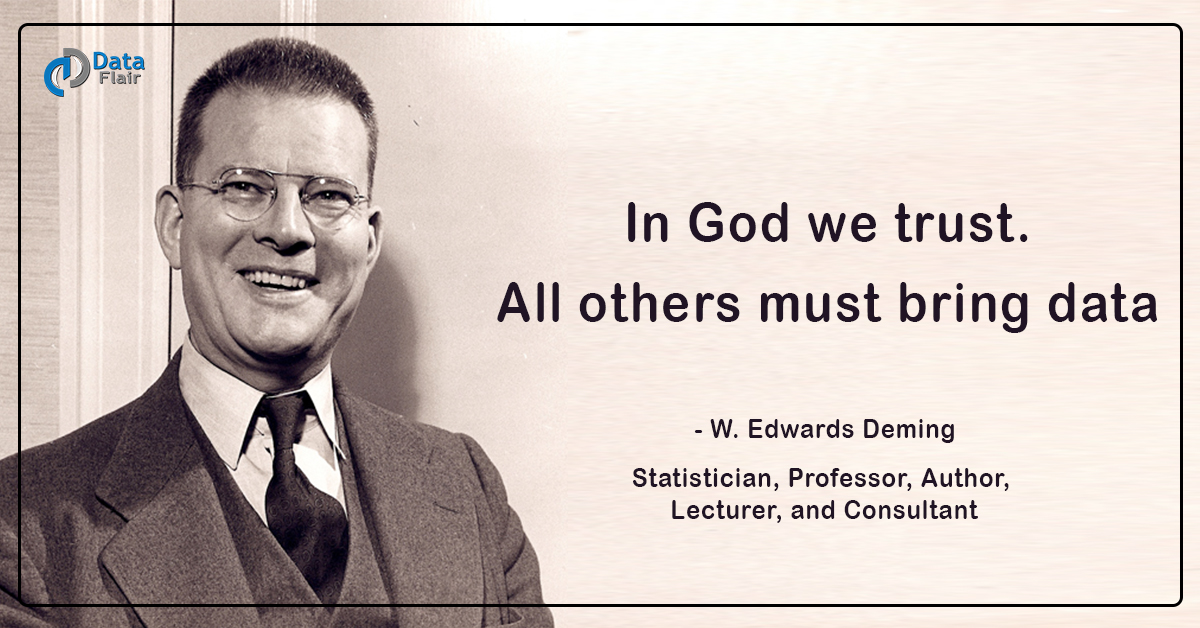 Data
Flair
In God we trust.
All others must bring data
- W. Edwards Deming
Statistician, Professor, Author,
Lecturer, and Consultant